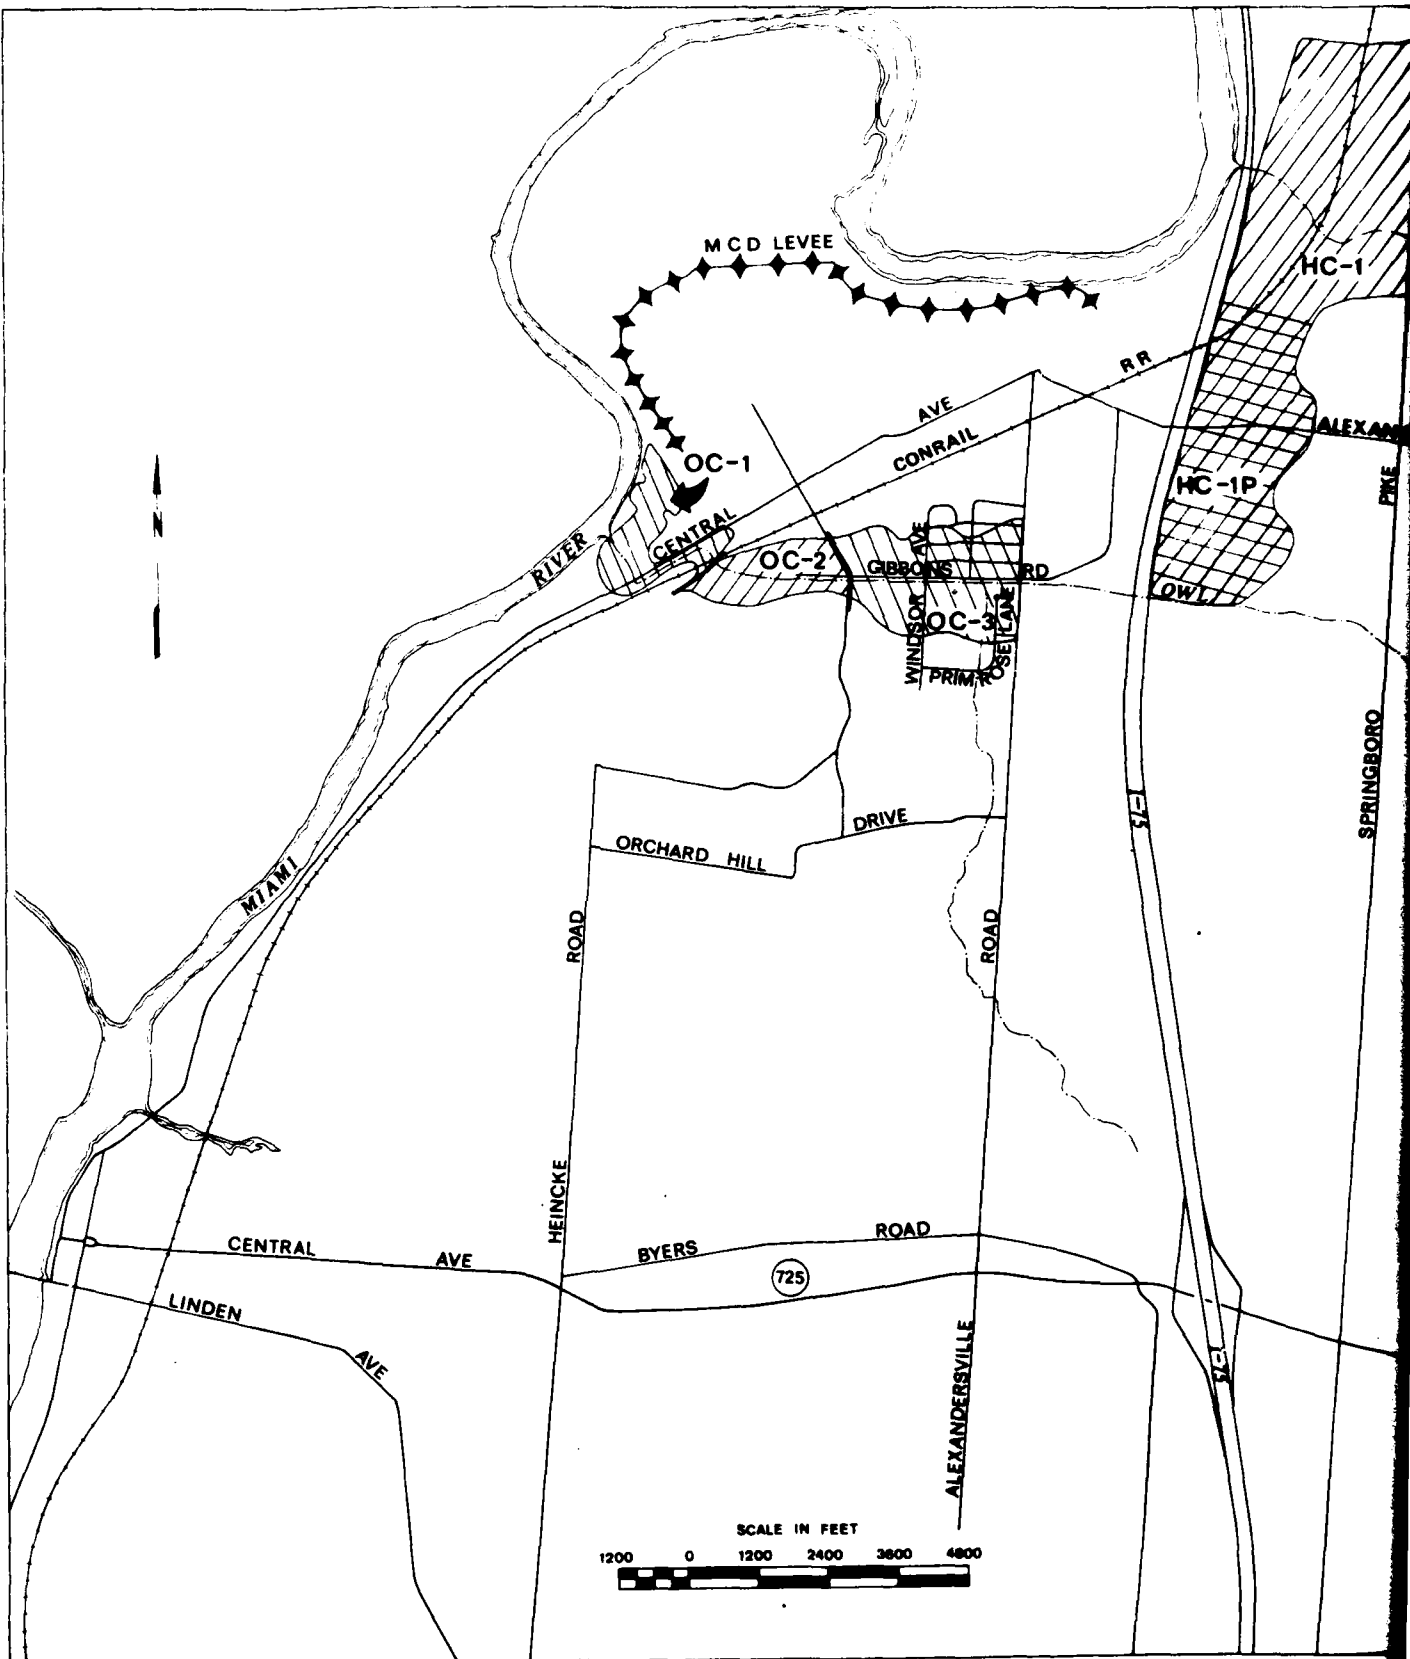 MCD LEVEE
HC-1
RR
AVE
ALEXAN
CONRAIL
OC-1
PIKE
HC-1P
N
CENTRAL
RIVER
OC-2
WINDSOR AVE
GIBBONS RD
OWL
OC-3
PRIMROSE LANE
SPRINGBORO
I-75
DRIVE
ORCHARD HILL
MIAMI
ROAD
ROAD
HEINCKE
CENTRAL AVE
BYERS ROAD
725
LINDEN AVE
I-75
ALEXANDERSVILLE
SCALE IN FEET
1200 0 1200 2400 3600 4800